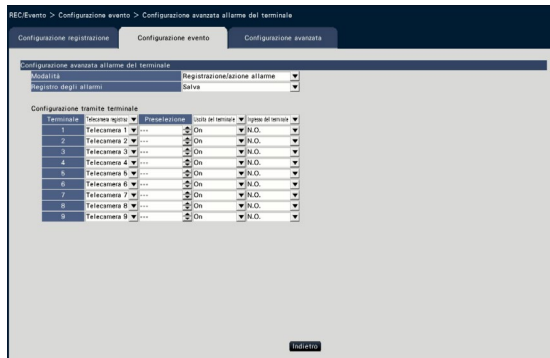 REC/Evento > Configurazione evento > Configurazione avanzata allarme del terminale
Configurazione registrazione Configurazione evento Configurazione avanzata
Configurazione avanzata allarme del terminale
Modalità Registrazione/azione allarme
Registro degli allarmi Salva
Configurazione tramite terminale
Terminale Telecamera registraz Preselezione Uscita del terminale Ingresso del terminale
1 Telecamera 1 --- On N.O.
2 Telecamera 2 --- On N.O.
3 Telecamera 3 --- On N.O.
4 Telecamera 4 --- On N.O.
5 Telecamera 5 --- On N.O.
6 Telecamera 6 --- On N.O.
7 Telecamera 7 --- On N.O.
8 Telecamera 8 --- On N.O.
9 Telecamera 9 --- On N.O.
Indietro